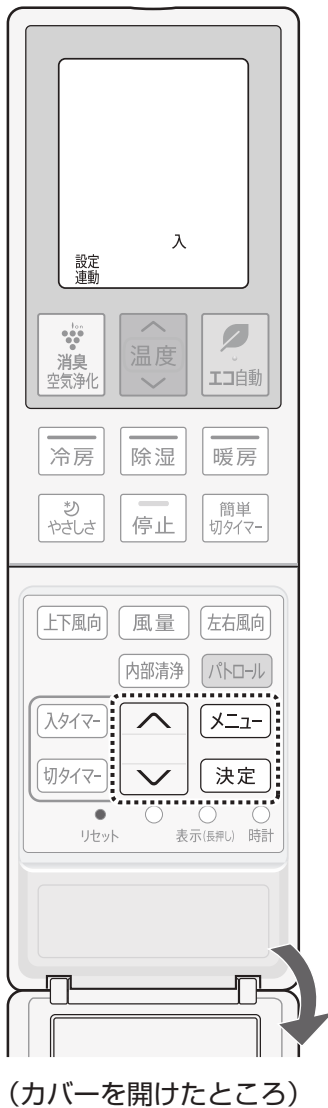 入
設定
連動
Ion
消臭
空気浄化
温度
エコ自動
冷房
除湿
暖房
やさしさ
停止
簡単
切タイマー
上下風向
風量
左右風向
内部清浄
パトロール
入タイマー
メニュー
切タイマー
決定
リセット
表示(長押し)
時計
(カバーを開けたところ)